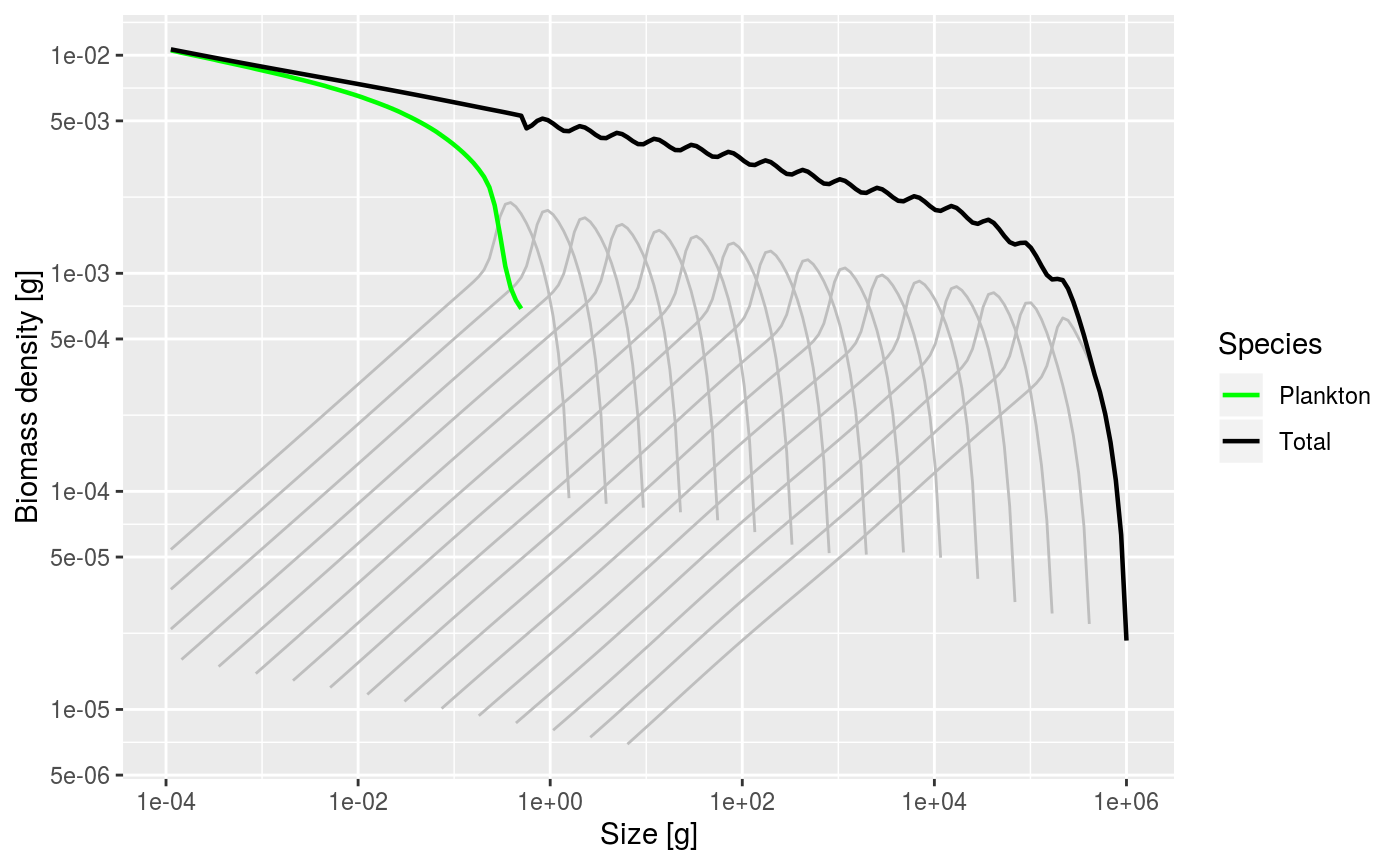 1e-02
5e-03
1e-03
5e-04
1e-04
5e-05
1e-05
5e-06
Biomass density [g]
1e-04 1e-02 1e+00 1e+02 1e+04 1e+06
Size [g]
Species
Plankton
Total